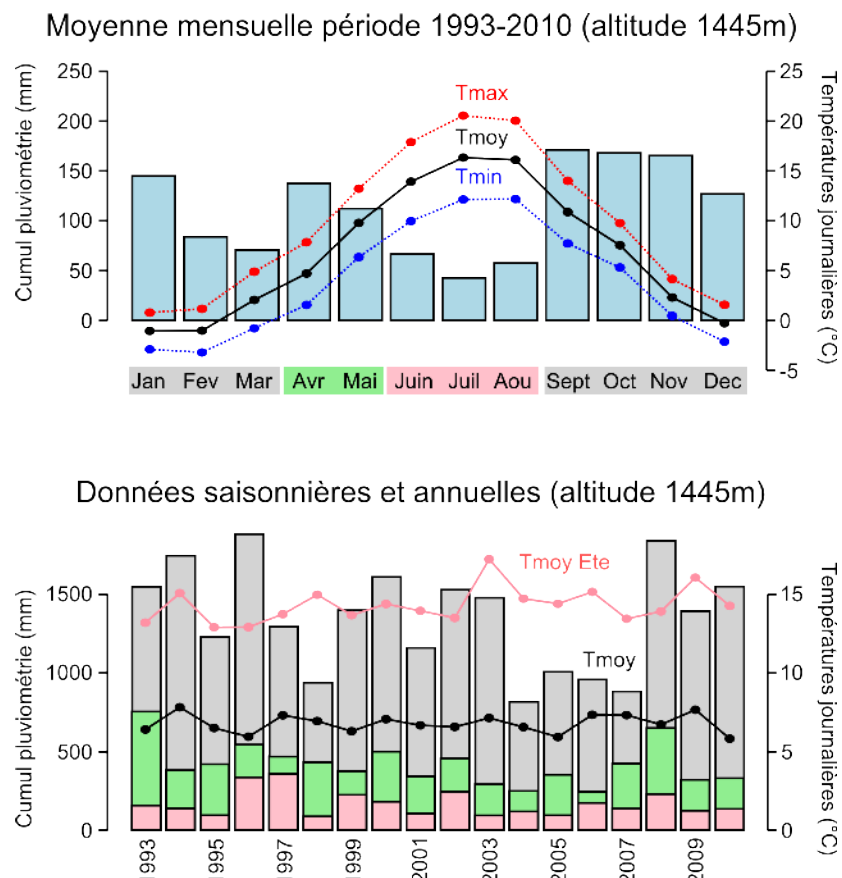 Moyenne mensuelle période 1993-2010 (altitude 1445m)
Cumul pluviométrie (mm)
250
200
150
100
50
0
Tmax
Tmoy
Tmin
25
20
15
10
5
0
-5
Températures journalières (°C)
Jan Fev Mar Avr Mai Juin Juil Aou Sept Oct Nov Dec
Données saisonnières et annuelles (altitude 1445m)
Cumul pluviométrie (mm)
1500
1000
500
0
Tmoy Ete
Tmoy
15
10
5
0
Températures journalières (°C)
1993 1995 1997 1999 2001 2003 2005 2007 2009